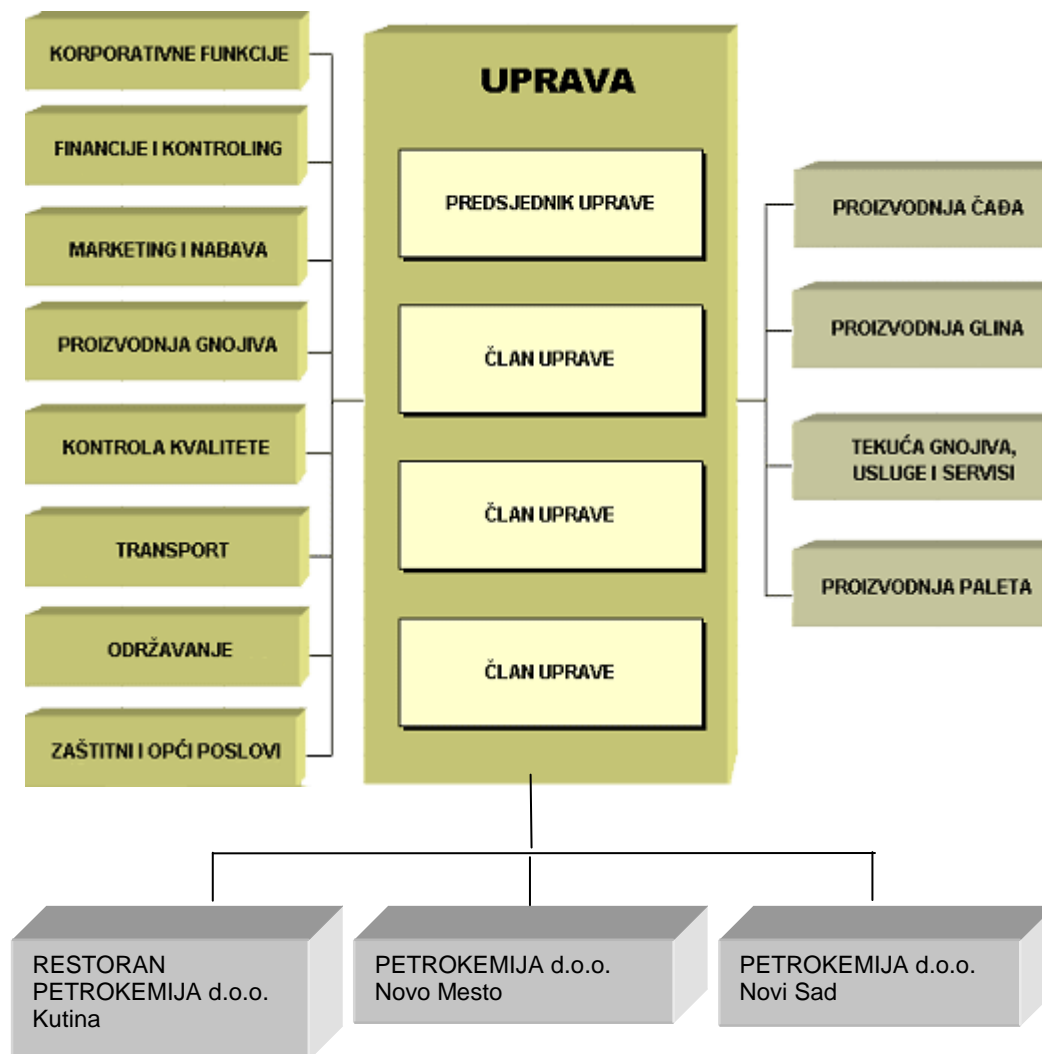 KORPORATIVNE FUNKCIJE
FINANCIJE I KONTROLING
MARKETING I NABAVA
PROIZVODNJA GNOJIVA
KONTROLA KVALITETE
TRANSPORT
ODRŽAVANJE
ZAŠTITNI I OPĆI POSLOVI
UPRAVA
PREDSJEDNIK UPRAVE
ČLAN UPRAVE
ČLAN UPRAVE
ČLAN UPRAVE
PROIZVODNJA ČAĐA
PROIZVODNJA GLINA
TEKUĆA GNOJIVA,
USLUGE I SERVISI
PROIZVODNJA PALETA
RESTORAN
PETROKEMIJA d.o.o.
Kutina
PETROKEMIJA d.o.o.
Novo Mesto
PETROKEMIJA d.o.o.
Novi Sad